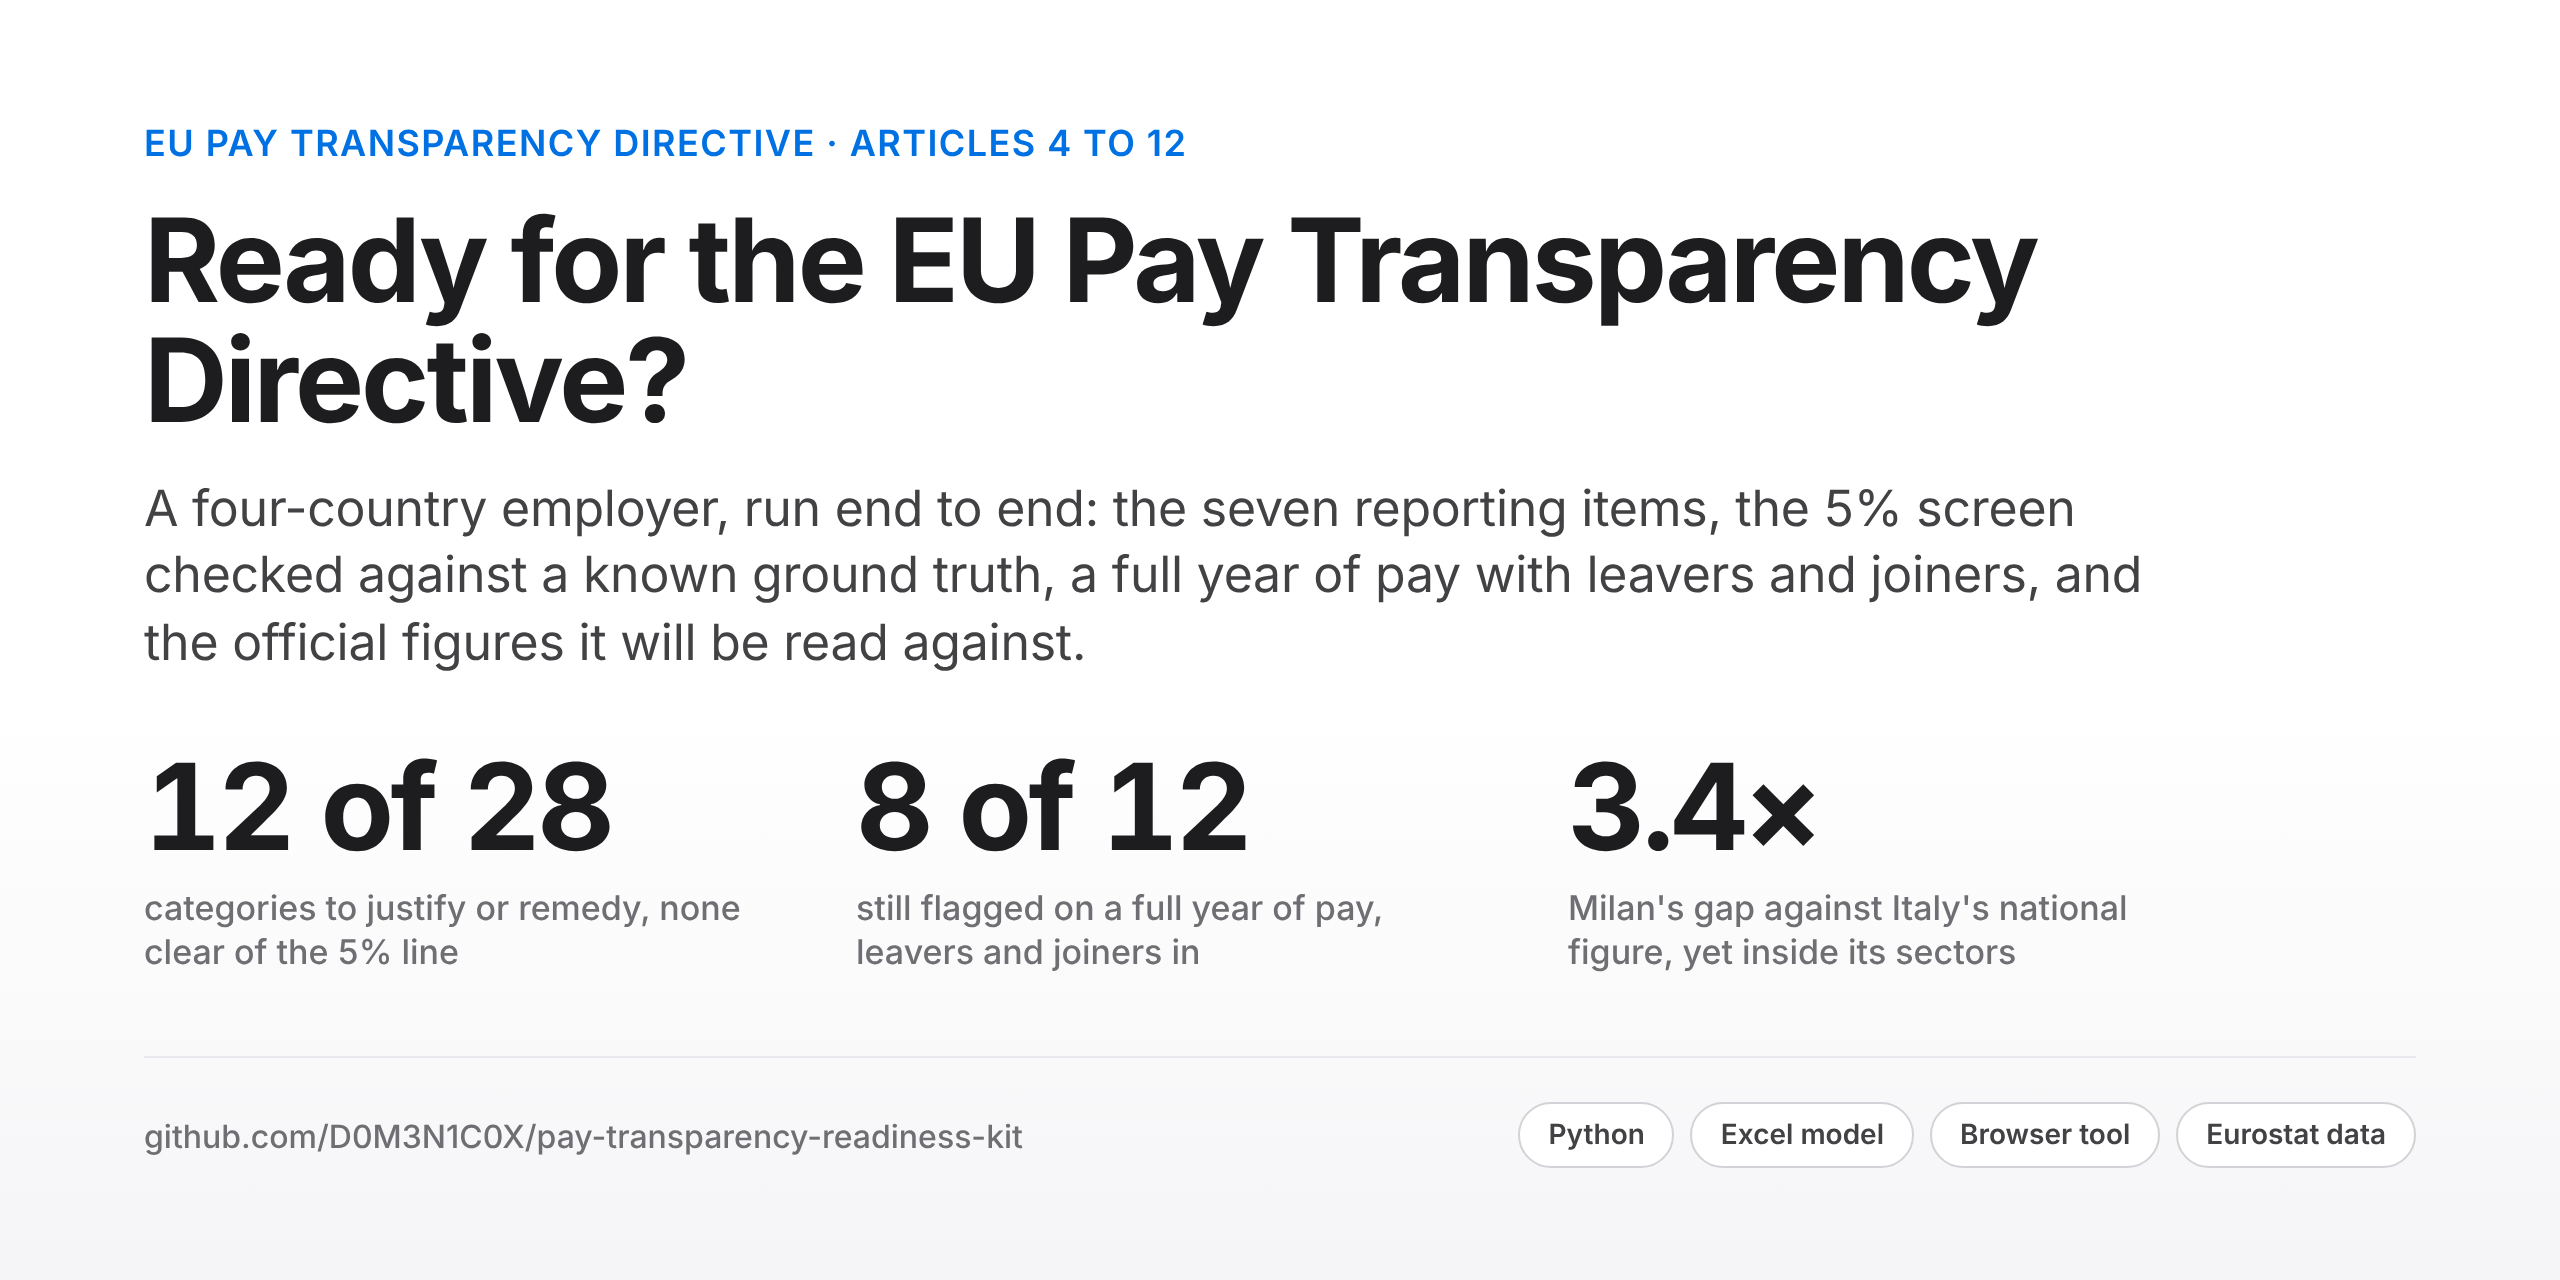 EU PAY TRANSPARENCY DIRECTIVE · ARTICLES 4 TO 12
Ready for the EU Pay Transparency
Directive?
A four-country employer, run end to end: the seven reporting items, the 5% screen
checked against a known ground truth, a full year of pay with leavers and joiners, and
the official figures it will be read against.
12 of 28
categories to justify or remedy, none
clear of the 5% line
8 of 12
still flagged on a full year of pay,
leavers and joiners in
3.4×
Milan's gap against Italy's national
figure, yet inside its sectors
github.com/D0M3N1C0X/pay-transparency-readiness-kit
Python
Excel model
Browser tool
Eurostat data